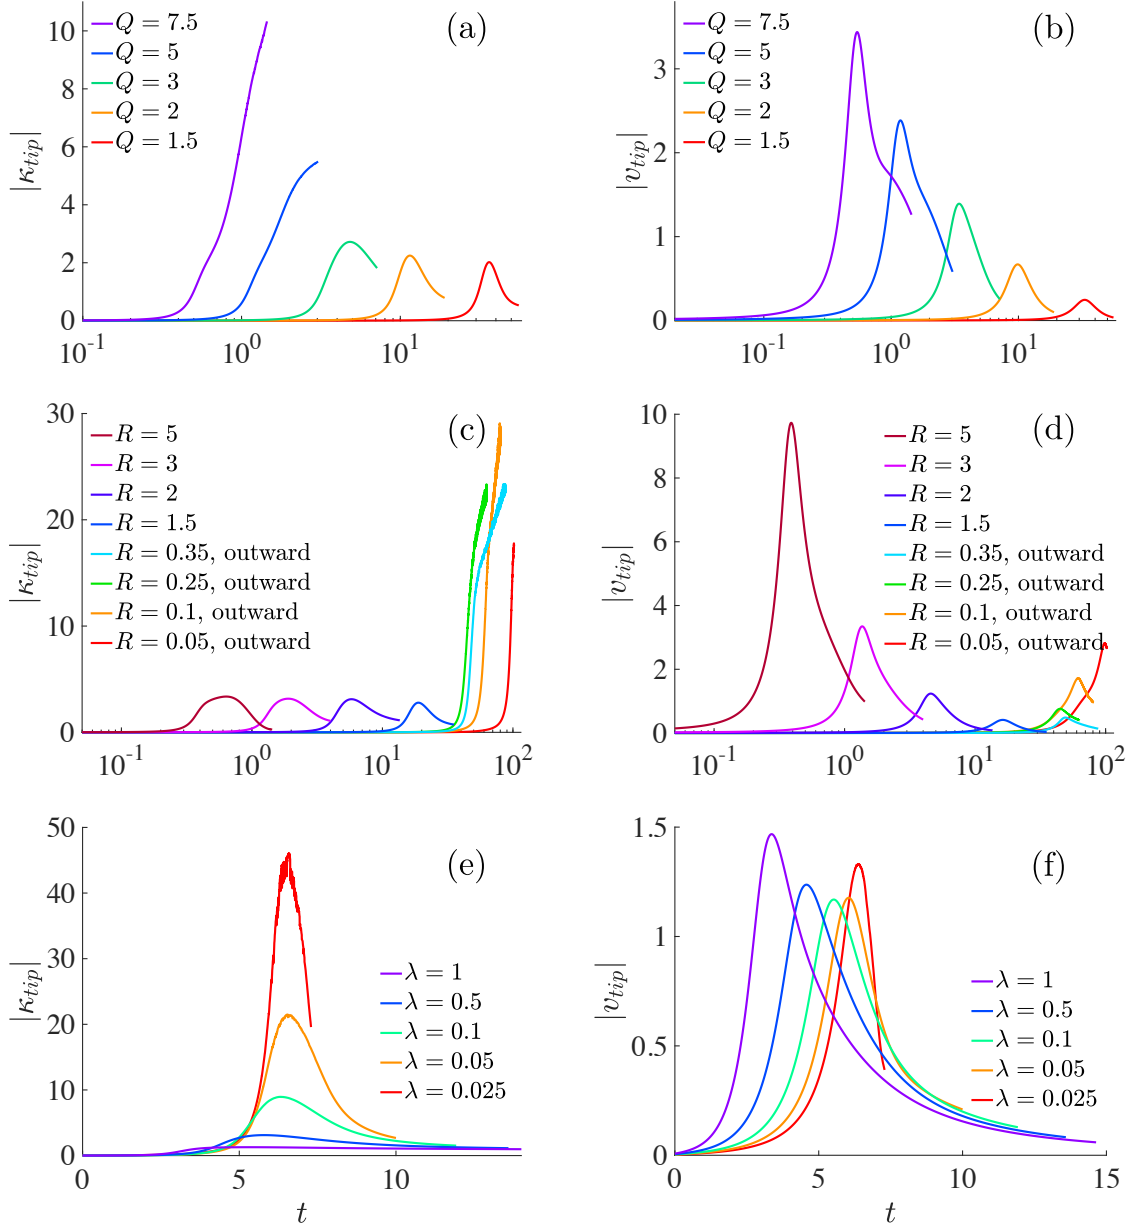 (a)
|κ_tip|
10
8
6
4
2
0
Q = 7.5
Q = 5
Q = 3
Q = 2
Q = 1.5
10^-1
10^0
10^1
(b)
|v_tip|
3
2
1
0
Q = 7.5
Q = 5
Q = 3
Q = 2
Q = 1.5
10^-1
10^0
10^1
(c)
|κ_tip|
30
20
10
0
R = 5
R = 3
R = 2
R = 1.5
R = 0.35, outward
R = 0.25, outward
R = 0.1, outward
R = 0.05, outward
10^-1
10^0
10^1
10^2
(d)
|v_tip|
10
8
6
4
2
0
R = 5
R = 3
R = 2
R = 1.5
R = 0.35, outward
R = 0.25, outward
R = 0.1, outward
R = 0.05, outward
10^-1
10^0
10^1
10^2
(e)
|κ_tip|
50
40
30
20
10
0
λ = 1
λ = 0.5
λ = 0.1
λ = 0.05
λ = 0.025
0
5
10
t
(f)
|v_tip|
1.5
1
0.5
0
λ = 1
λ = 0.5
λ = 0.1
λ = 0.05
λ = 0.025
0
5
10
15
t